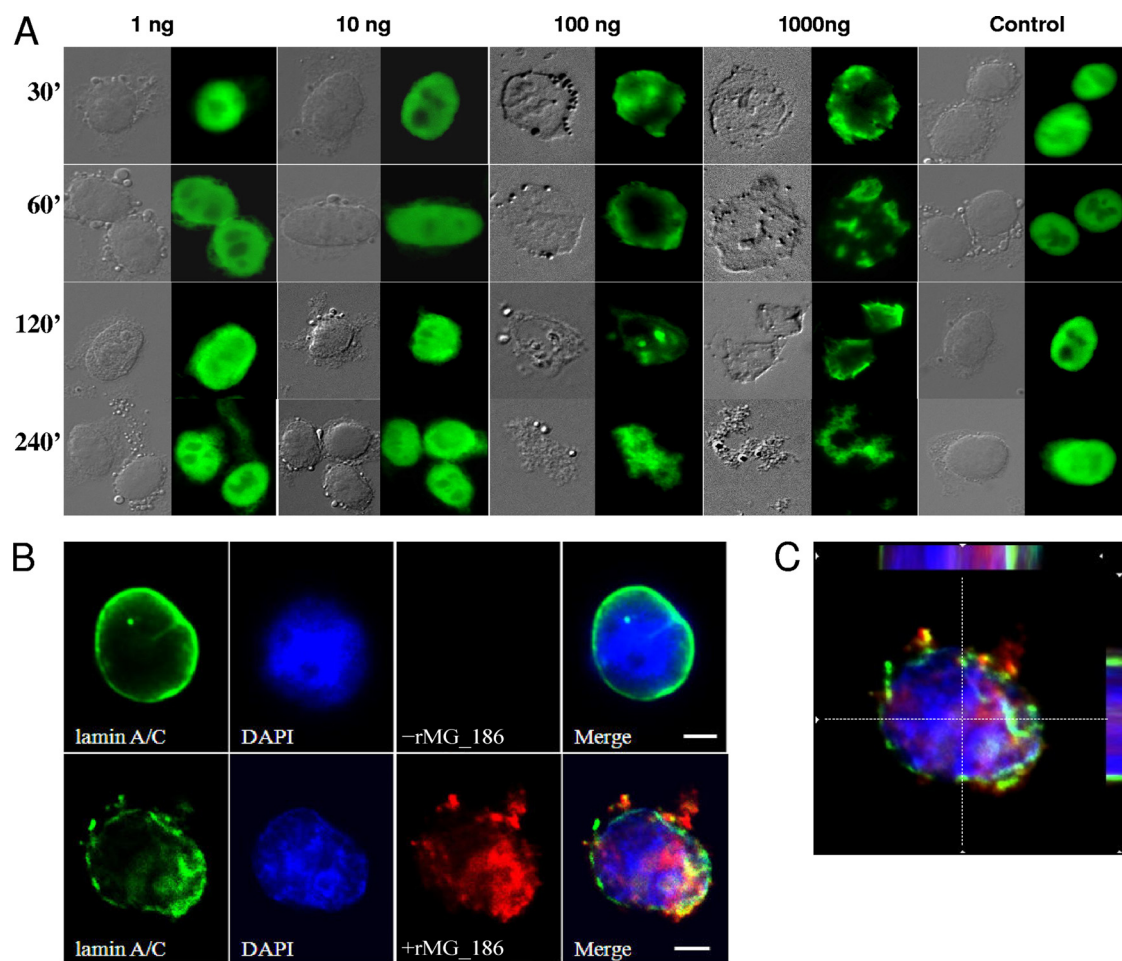 A
1 ng 10 ng 100 ng 1000ng Control
30’
60’
120’
240’
B
C
lamin A/C DAPI −rMG_186 Merge
lamin A/C DAPI +rMG_186 Merge